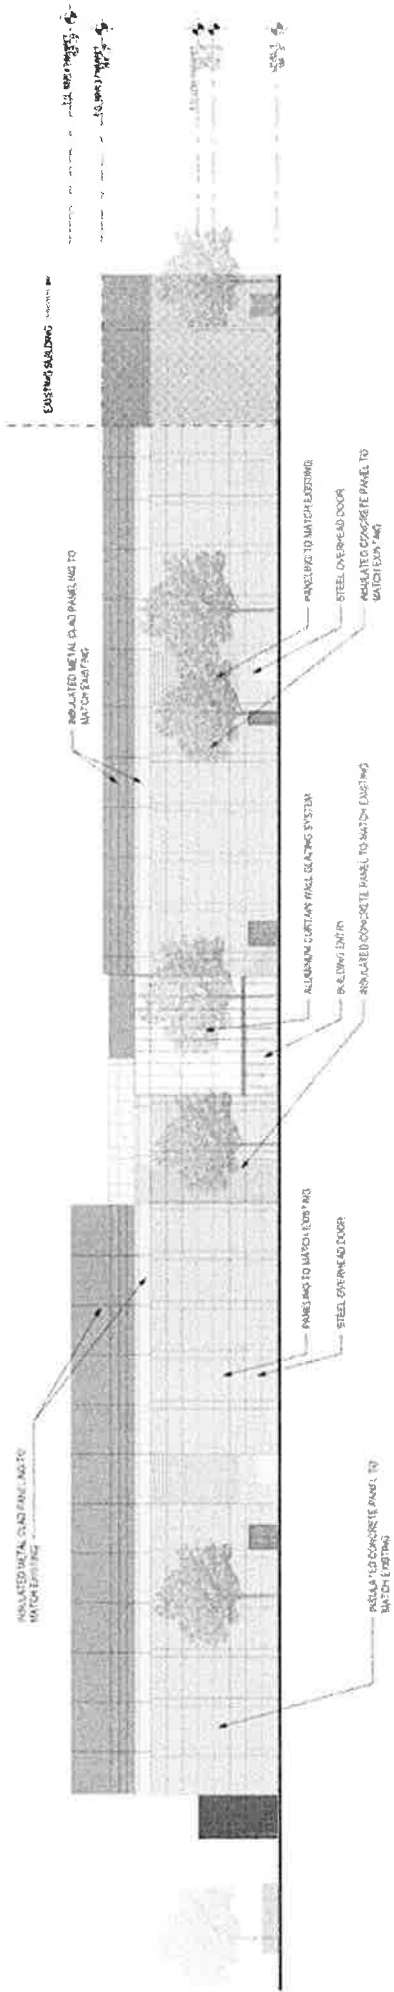 EXISTING BUILDING
INSULATED METAL CLAD PANELING TO
MATCH EXISTING
INSULATED METAL CLAD PANELING TO
MATCH EXISTING
INSULATED CONCRETE PANEL TO
MATCH EXISTING
PANELING TO MATCH EXISTING
STEEL OVERHEAD DOOR
ALUMINUM CURTAIN WALL GLAZING SYSTEM
BUILDING ENTRY
INSULATED CONCRETE PANEL TO MATCH EXISTING
PANELING TO MATCH EXISTING
STEEL OVERHEAD DOOR
INSULATED CONCRETE PANEL TO
MATCH EXISTING